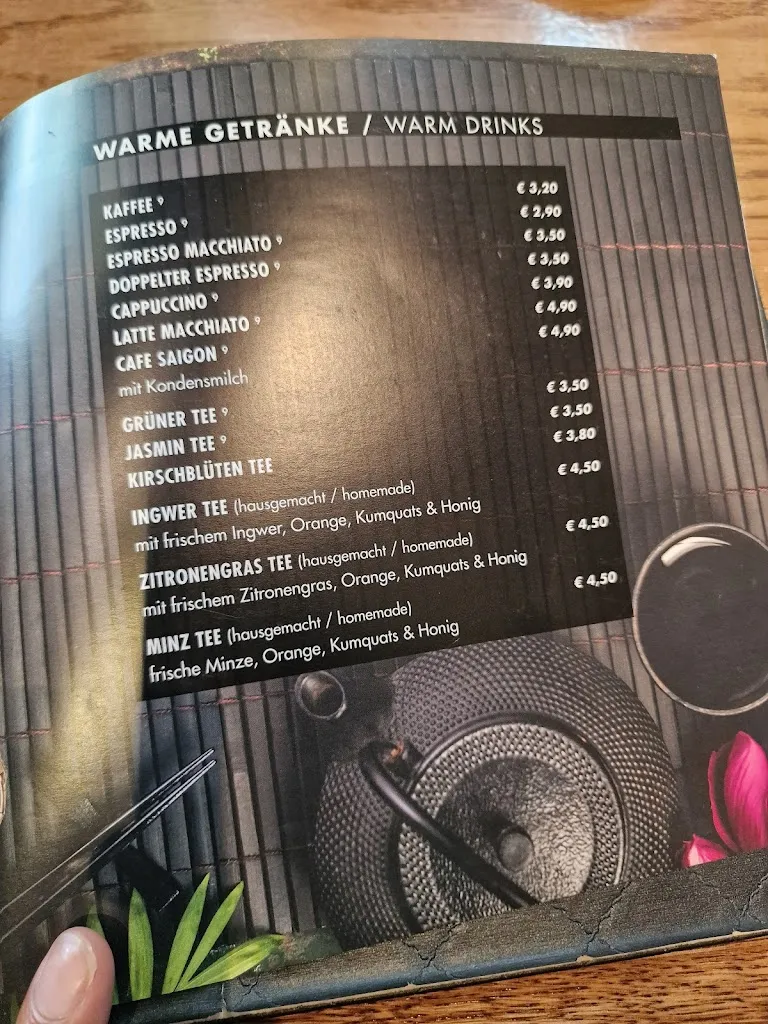 WARME GETRÄNKE / WARM DRINKS
KAFFEE 9 € 3,20
ESPRESSO 9 € 2,90
ESPRESSO MACCHIATO 9 € 3,50
DOPPELTER ESPRESSO 9 € 3,50
CAPPUCCINO 9 € 3,90
LATTE MACCHIATO 9 € 4,90
CAFE SAIGON 9 € 4,90
mit Kondensmilch
GRÜNER TEE 9 € 3,50
JASMIN TEE 9 € 3,50
KIRSCHBLÜTEN TEE € 3,80
INGWER TEE (hausgemacht / homemade) € 4,50
mit frischem Ingwer, Orange, Kumquats & Honig
ZITRONENGRAS TEE (hausgemacht / homemade) € 4,50
mit frischem Zitronengras, Orange, Kumquats & Honig
MINZ TEE (hausgemacht / homemade) € 4,50
frische Minze, Orange, Kumquats & Honig